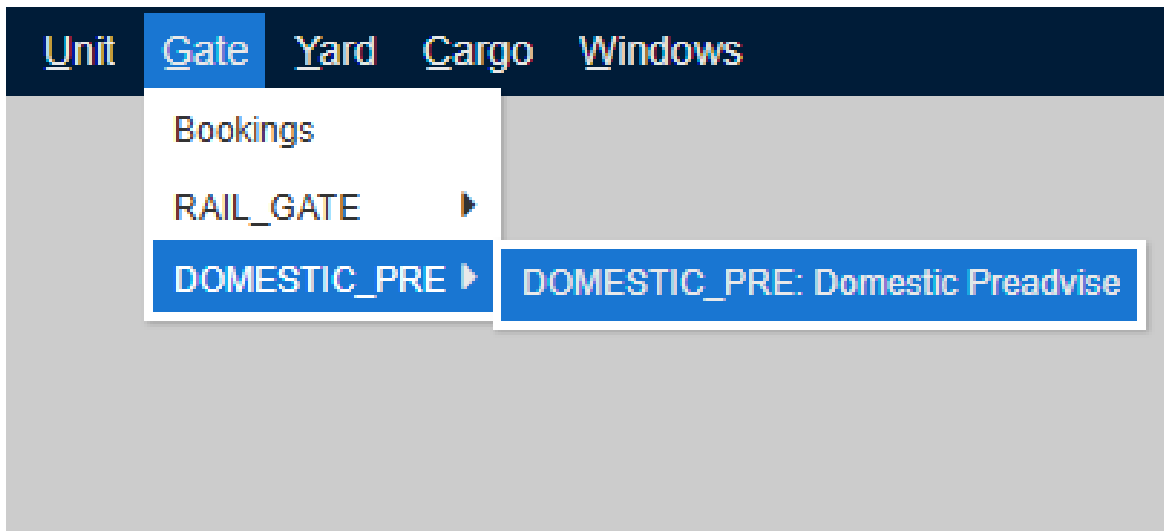 Unit Gate Yard Cargo Windows
Bookings
RAIL_GATE
DOMESTIC_PRE
DOMESTIC_PRE: Domestic Preadvise